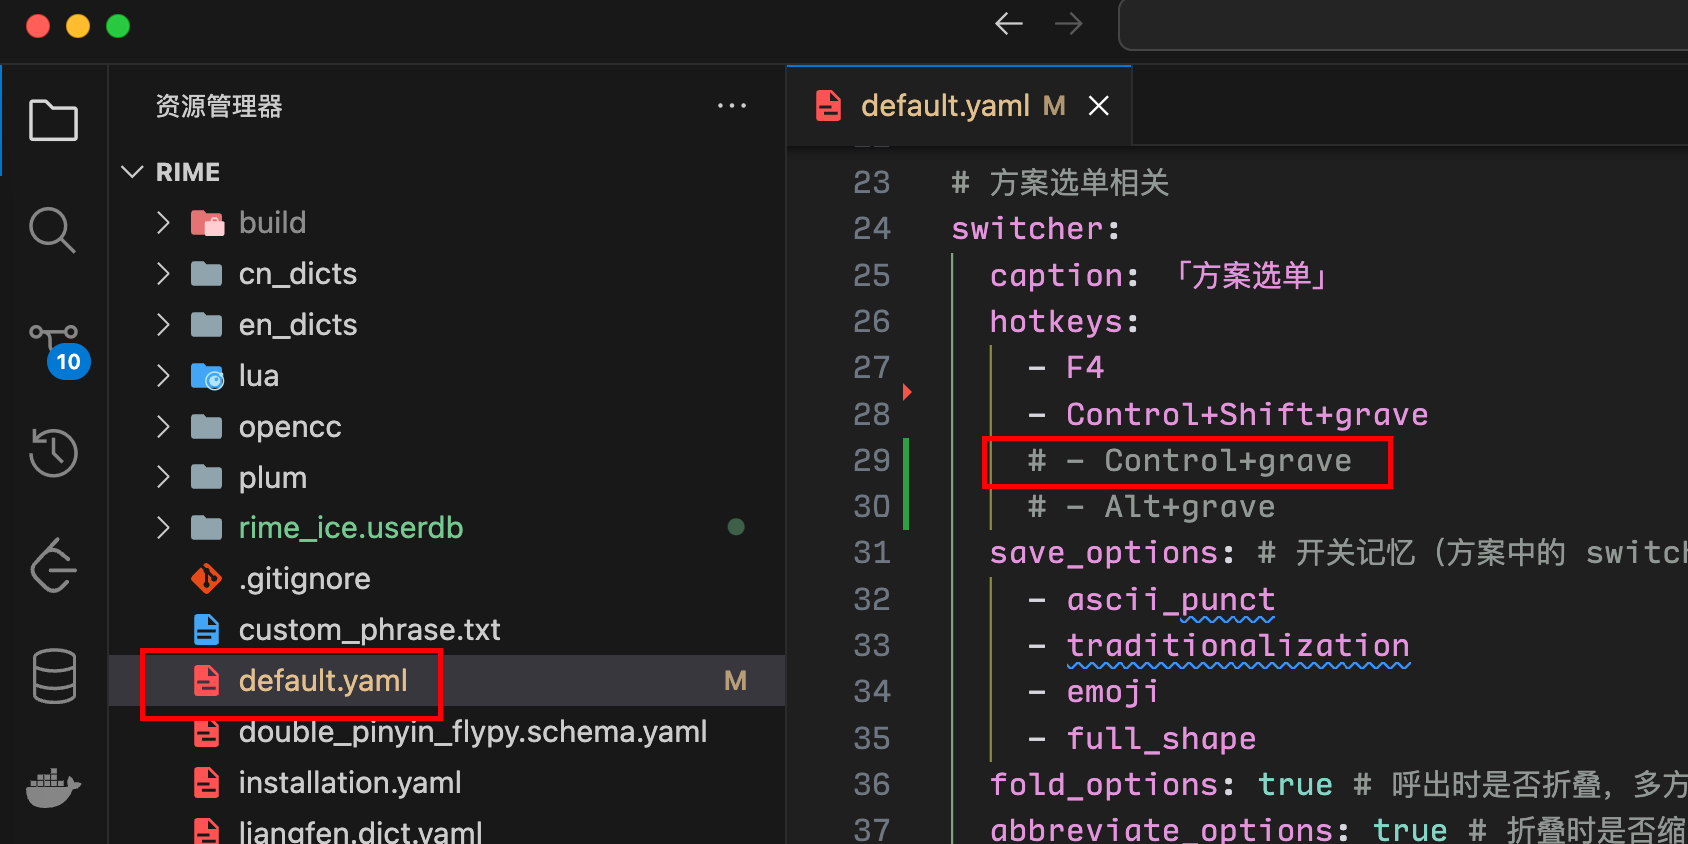 资源管理器
RIME
build
cn_dicts
en_dicts
lua
opencc
plum
rime_ice.userdb
.gitignore
custom_phrase.txt
default.yaml M
double_pinyin_flypy.schema.yaml
installation.yaml
liangfen.dict.yaml
10
default.yaml M
23 # 方案选单相关
24 switcher:
25 caption: 「方案选单」
26 hotkeys:
27 - F4
28 - Control+Shift+grave
29 # - Control+grave
30 # - Alt+grave
31 save_options: # 开关记忆（方案中的 switch
32 - ascii_punct
33 - traditionalization
34 - emoji
35 - full_shape
36 fold_options: true # 呼出时是否折叠，多方
37 abbreviate_options: true # 折叠时是否缩